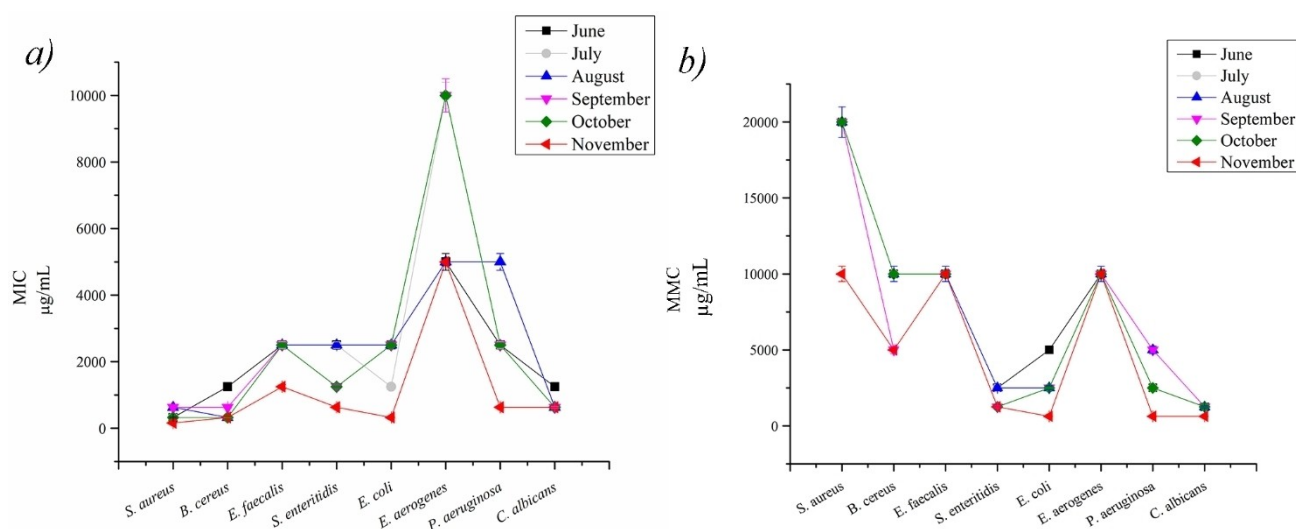 a)
June
July
August
September
October
November
10000
8000
6000
4000
2000
0
MIC
µg/mL
S. aureus
B. cereus
E. faecalis
S. enteritidis
E. coli
E. aerogenes
P. aeruginosa
C. albicans
b)
June
July
August
September
October
November
20000
15000
10000
5000
0
MMC
µg/mL
S. aureus
B. cereus
E. faecalis
S. enteritidis
E. coli
E. aerogenes
P. aeruginosa
C. albicans